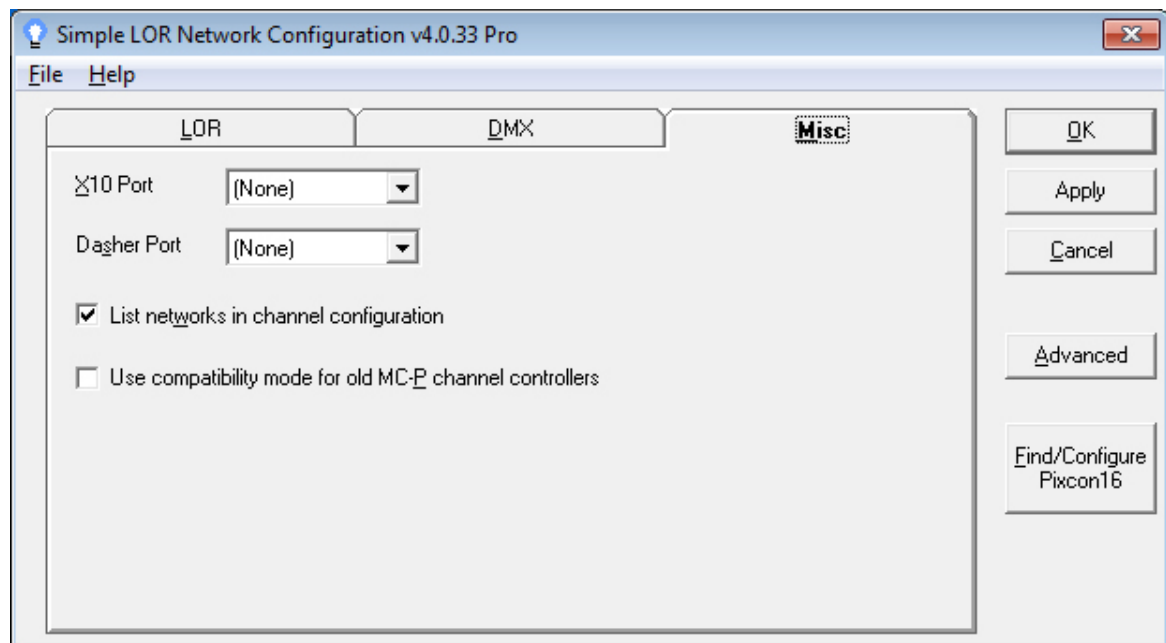 Simple LOR Network Configuration v4.0.33 Pro
File Help
LOR DMX Misc
X10 Port (None)
Dasher Port (None)
List networks in channel configuration
Use compatibility mode for old MC-P channel controllers
OK
Apply
Cancel
Advanced
Find/Configure
Pixcon16